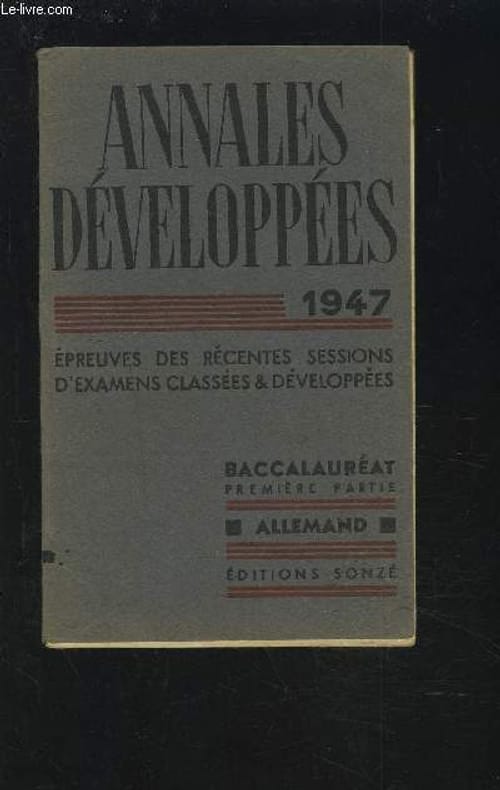 Le-livre.com
ANNALES
DÉVELOPPÉES
1947
ÉPREUVES DES RÉCENTES SESSIONS
D'EXAMENS CLASSÉES & DÉVELOPPÉES
BACCALAURÉAT
PREMIÈRE PARTIE
ALLEMAND
ÉDITIONS SONZÉ